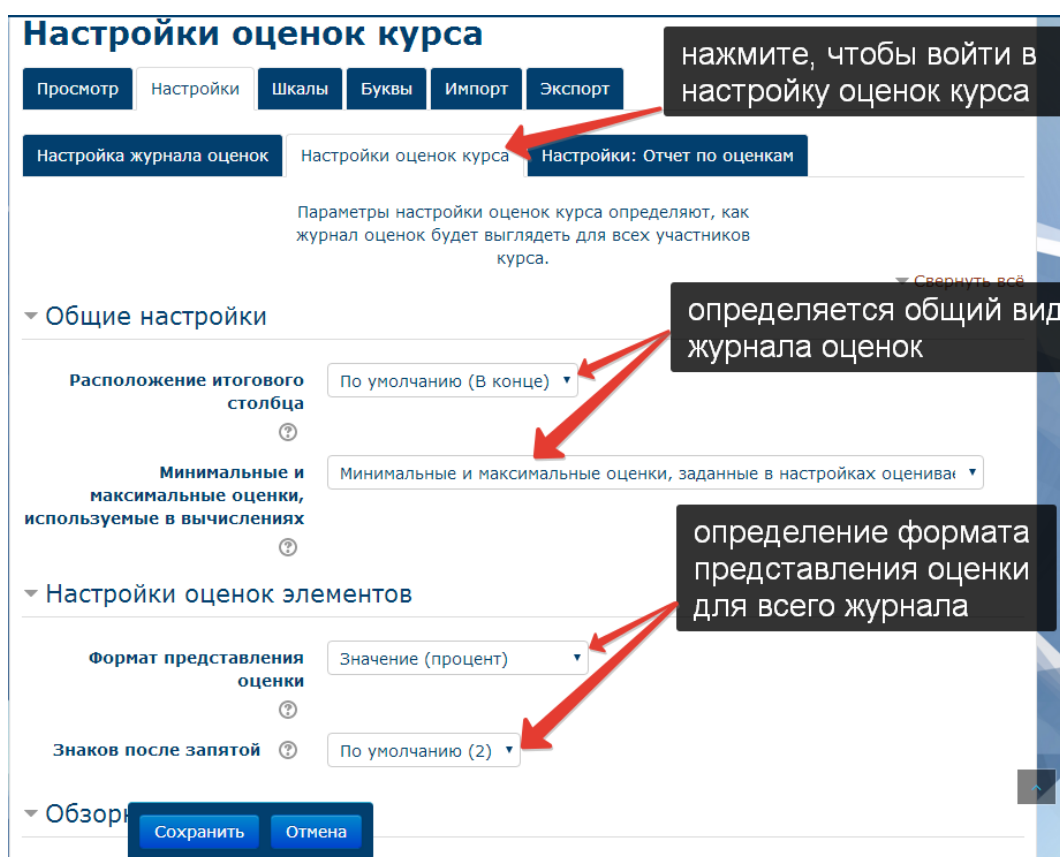 Настройки оценок курса
нажмите, чтобы войти в
настройку оценок курса
Просмотр Настройки Шкалы Буквы Импорт Экспорт
Настройка журнала оценок Настройки оценок курса Настройки: Отчет по оценкам
Параметры настройки оценок курса определяют, как
журнал оценок будет выглядеть для всех участников
курса.
Свернуть всё
Общие настройки
определяется общий вид
журнала оценок
Расположение итогового
столбца
По умолчанию (В конце)
Минимальные и
максимальные оценки,
используемые в вычислениях
Минимальные и максимальные оценки, заданные в настройках оценивае
определение формата
представления оценки
для всего журнала
Настройки оценок элементов
Формат представления
оценки
Значение (процент)
Знаков после запятой
По умолчанию (2)
Обзорн
Сохранить Отмена